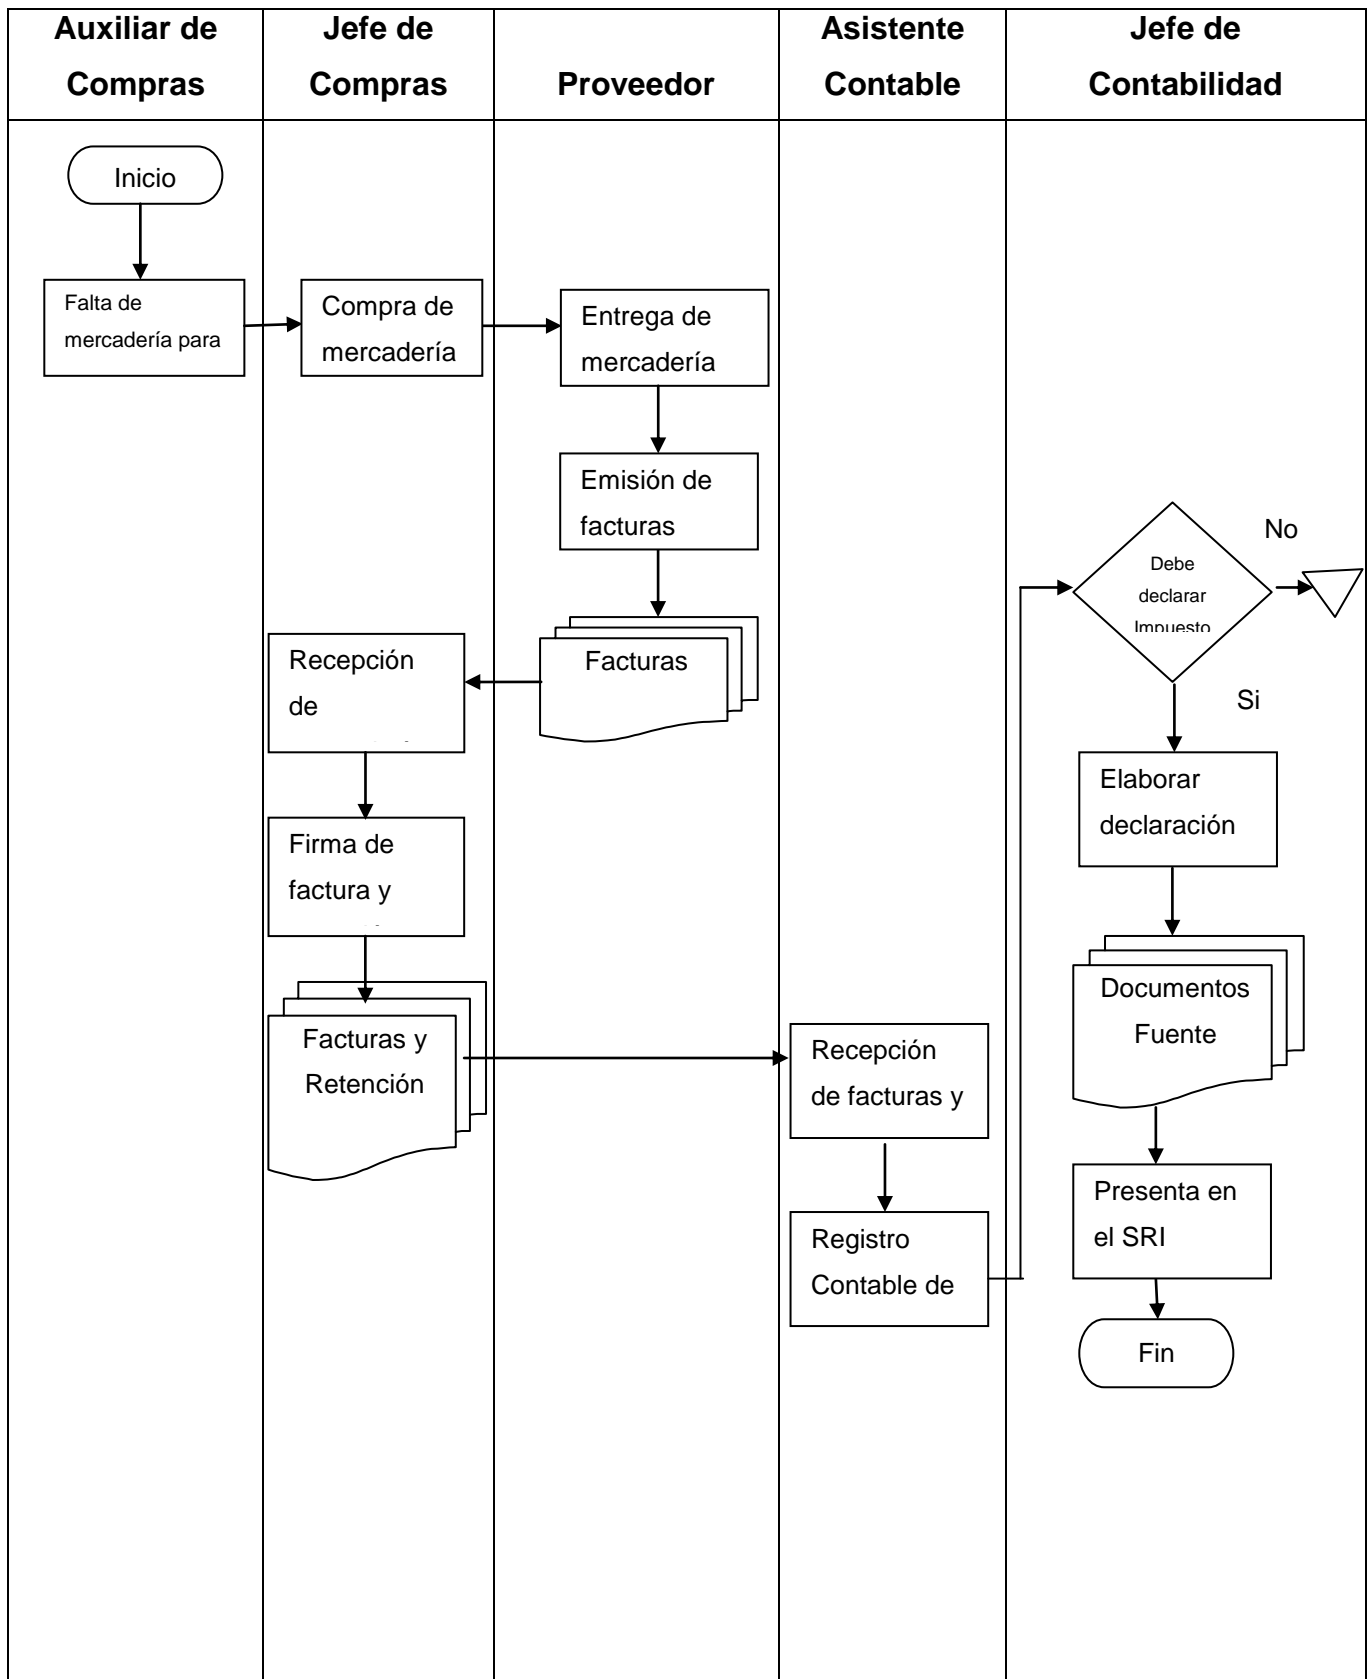 Auxiliar de
Compras
Jefe de
Compras
Proveedor
Asistente
Contable
Jefe de
Contabilidad
Inicio
Falta de
mercadería para
Compra de
mercadería
Entrega de
mercadería
Emisión de
facturas
Facturas
Recepción
de
Firma de
factura y
Facturas y
Retención
Recepción
de facturas y
Registro
Contable de
Debe
declarar
Impuesto
No
Si
Elaborar
declaración
Documentos
Fuente
Presenta en
el SRI
Fin